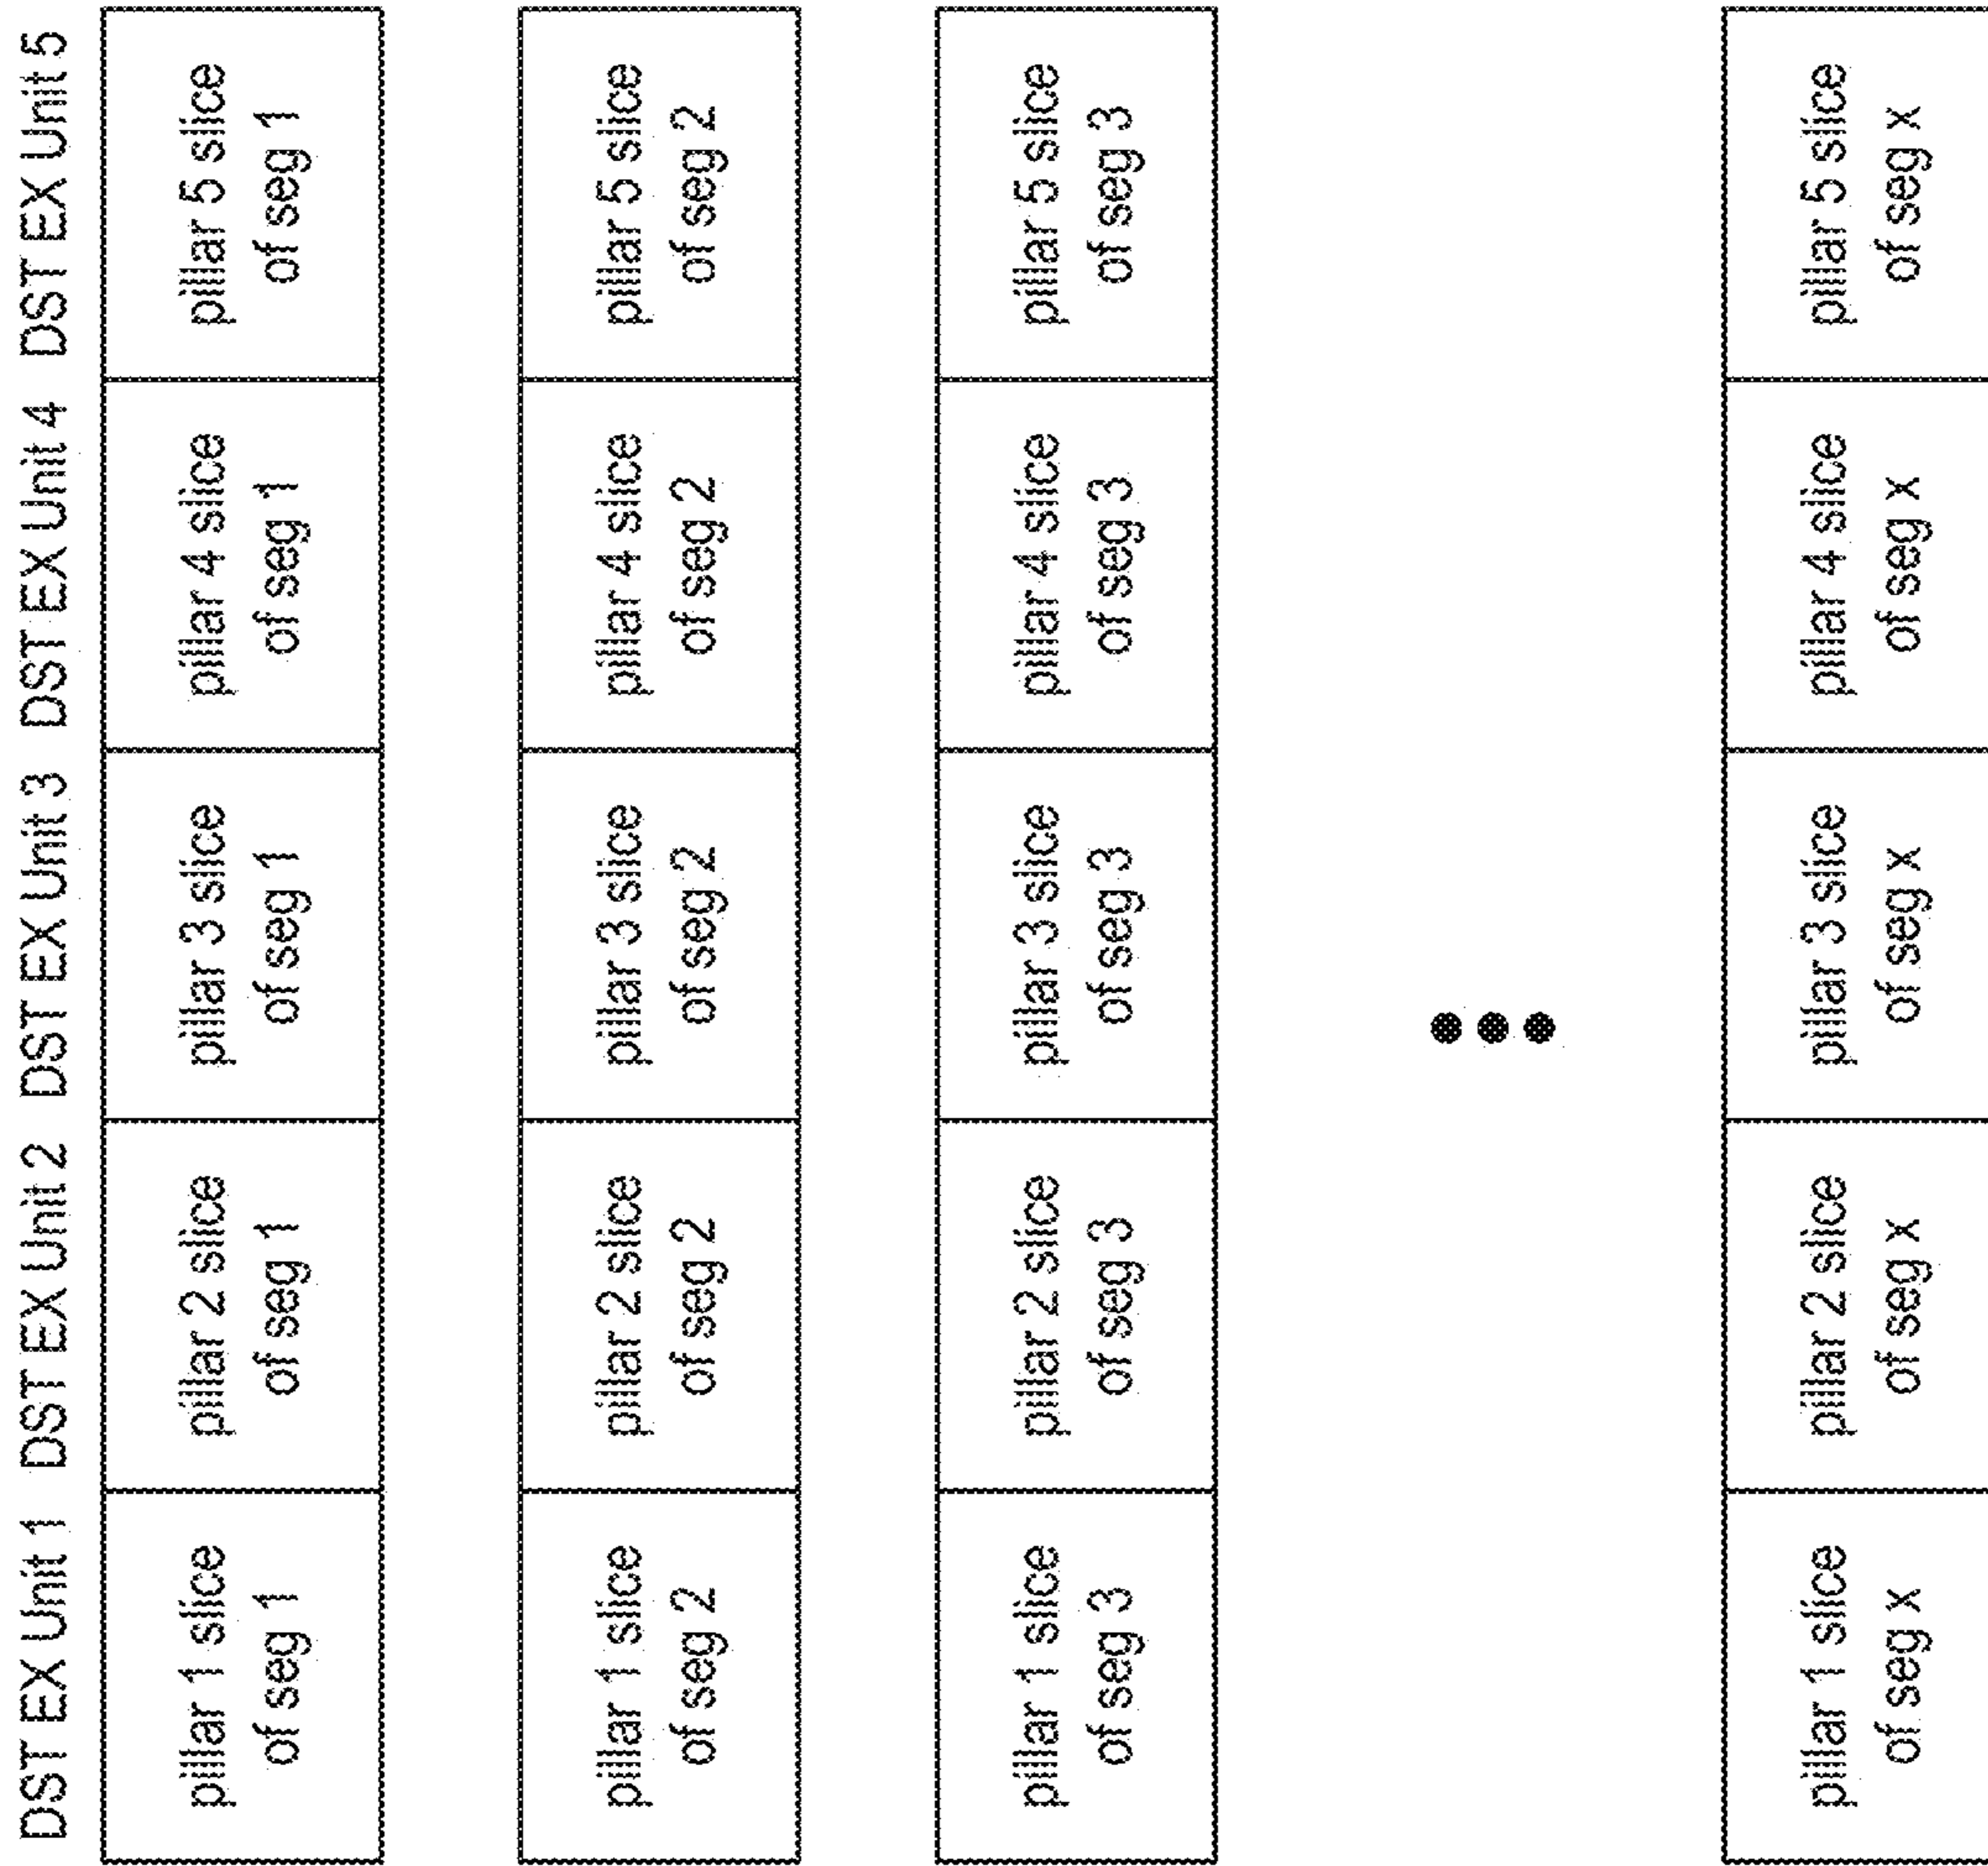 DST EX Unit 1 DST EX Unit 2 DST EX Unit 3 DST EX Unit 4 DST EX Unit 5
pillar 1 slice
of seg 1
pillar 2 slice
of seg 1
pillar 3 slice
of seg 1
pillar 4 slice
of seg 1
pillar 5 slice
of seg 1
pillar 1 slice
of seg 2
pillar 2 slice
of seg 2
pillar 3 slice
of seg 2
pillar 4 slice
of seg 2
pillar 5 slice
of seg 2
pillar 1 slice
of seg 3
pillar 2 slice
of seg 3
pillar 3 slice
of seg 3
pillar 4 slice
of seg 3
pillar 5 slice
of seg 3
pillar 1 slice
of seg x
pillar 2 slice
of seg x
pillar 3 slice
of seg x
pillar 4 slice
of seg x
pillar 5 slice
of seg x